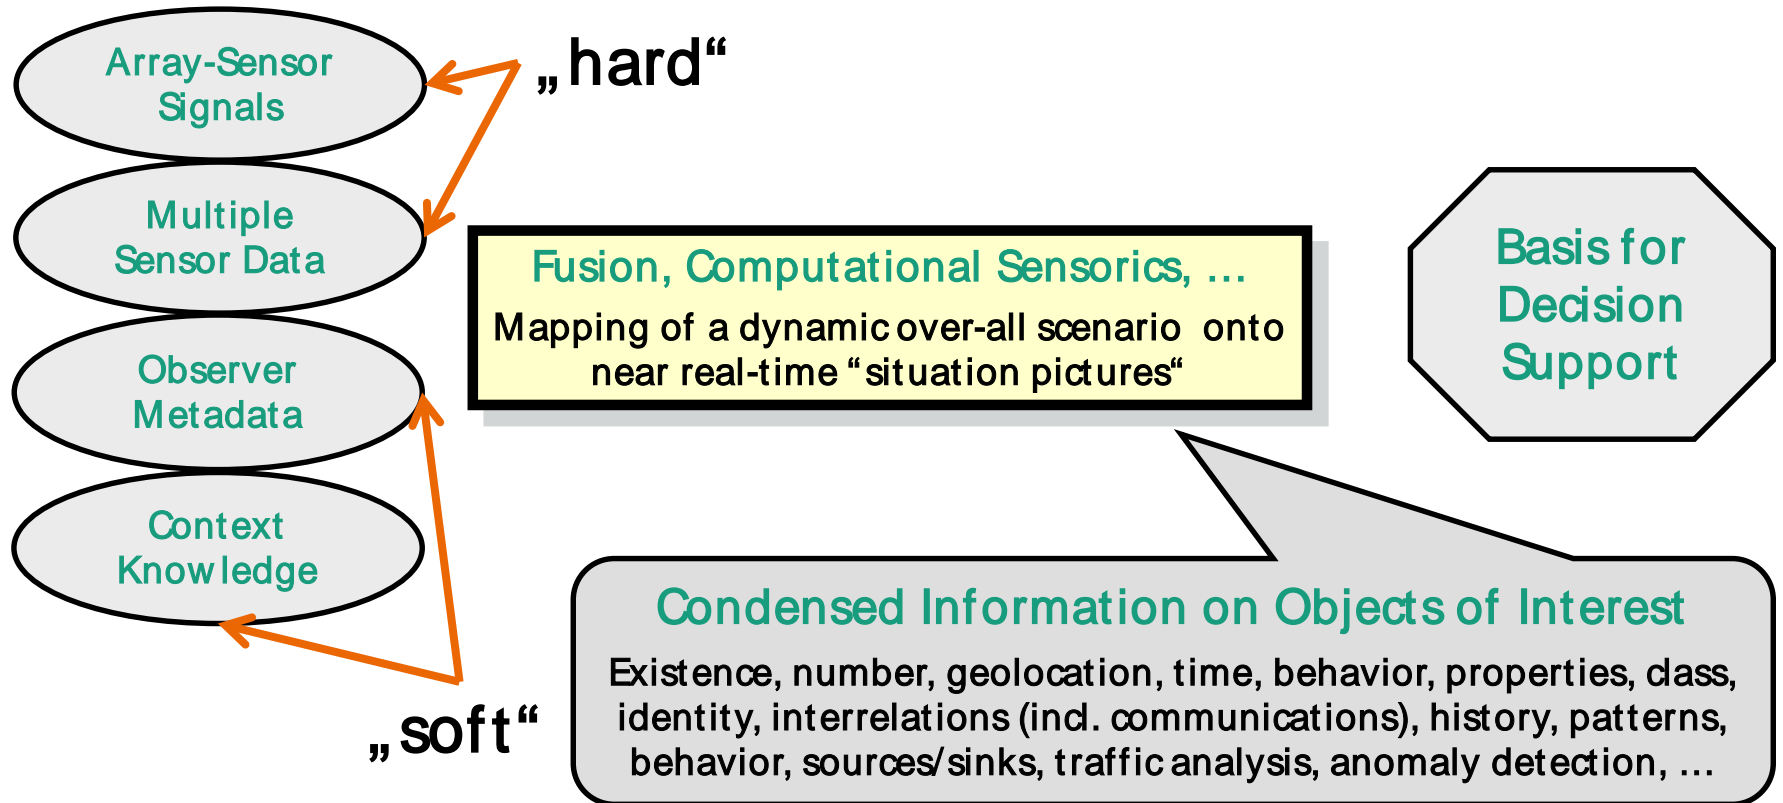 Array-Sensor
Signals
„hard“
Multiple
Sensor Data
Observer
Metadata
Context
Knowledge
„soft“
Fusion, Computational Sensorics, ...
Mapping of a dynamic over-all scenario onto
near real-time “situation pictures“
Basis for
Decision
Support
Condensed Information on Objects of Interest
Existence, number, geolocation, time, behavior, properties, class,
identity, interrelations (incl. communications), history, patterns,
behavior, sources/sinks, traffic analysis, anomaly detection, ...